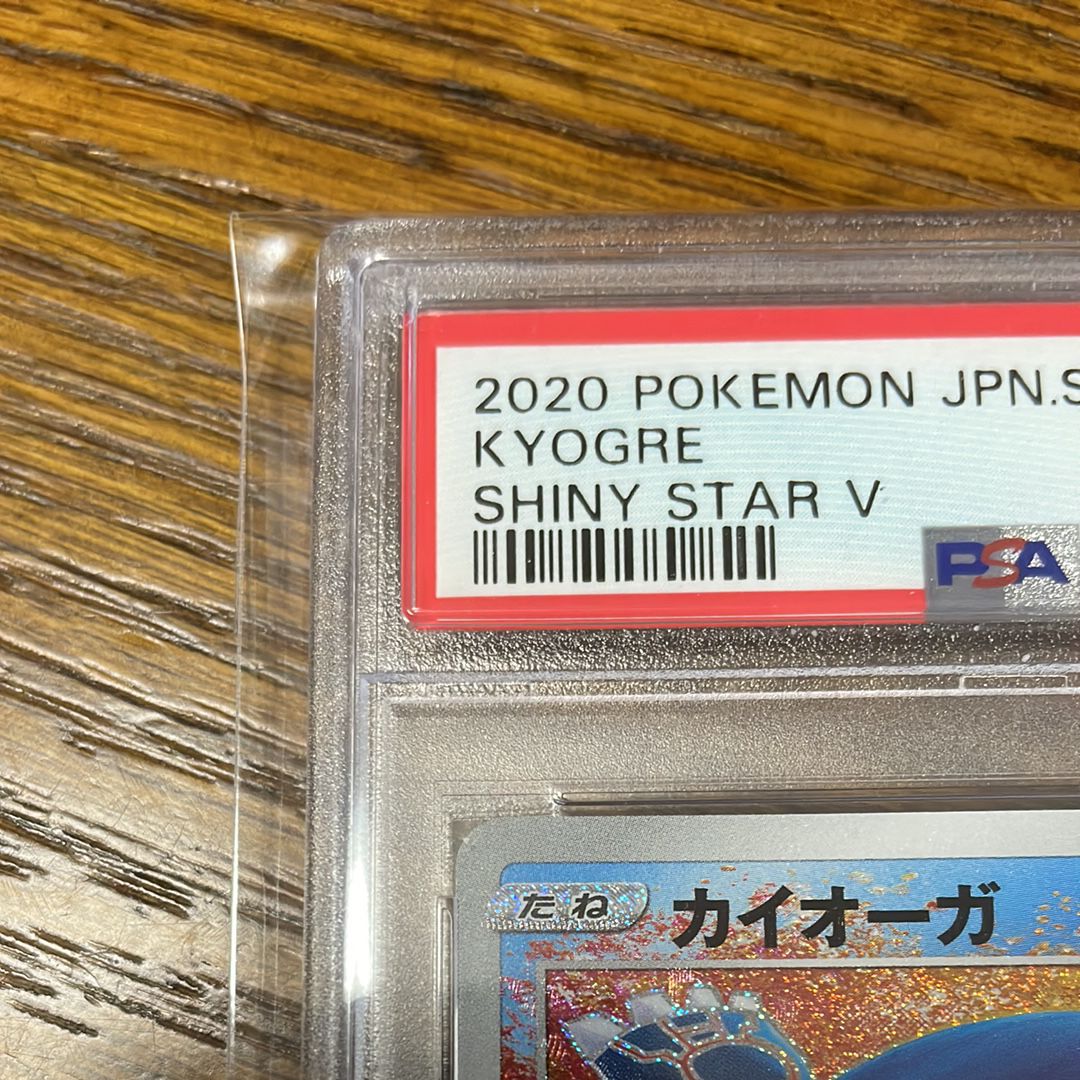 2020 POKEMON JPN.S
KYOGRE
SHINY STAR V
PSA
たね カイオーガ